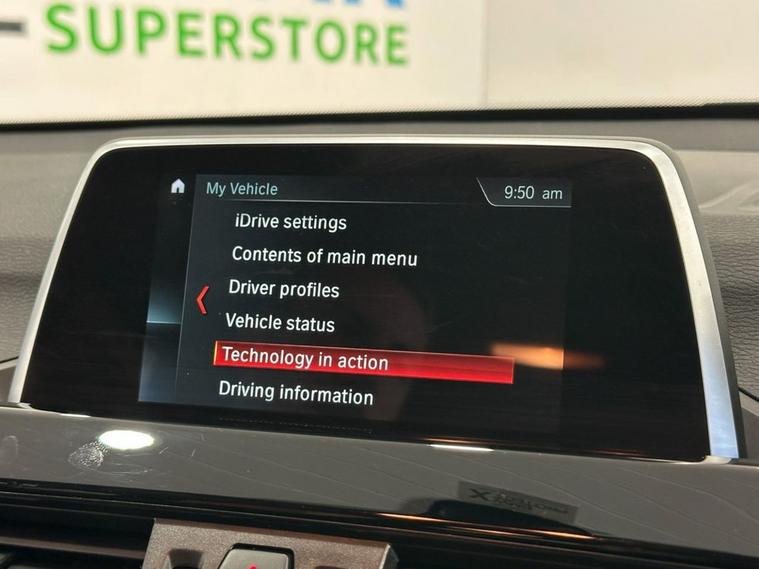 SUPERSTORE
My Vehicle
9:50 am
iDrive settings
Contents of main menu
Driver profiles
Vehicle status
Technology in action
Driving information